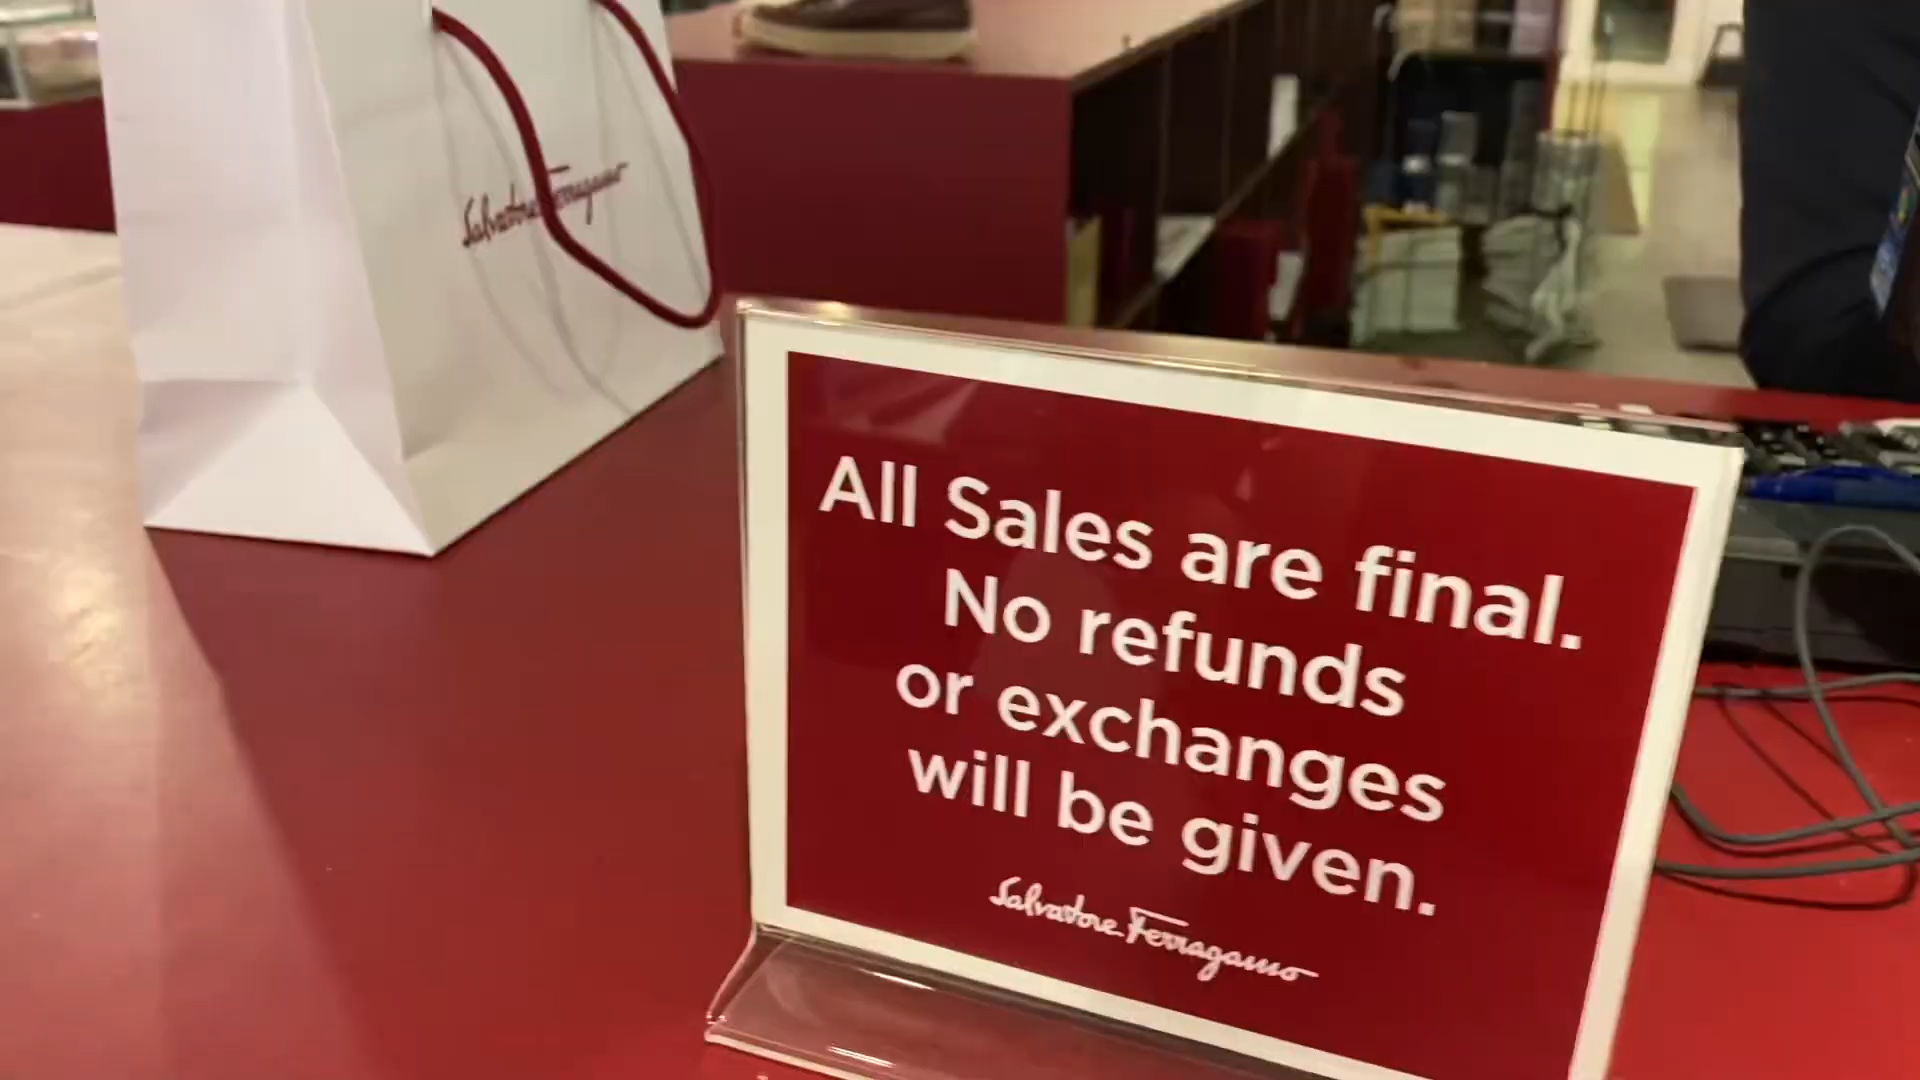 Salvatore Ferragamo
All Sales are final.
No refunds
or exchanges
will be given.
Salvatore Ferragamo